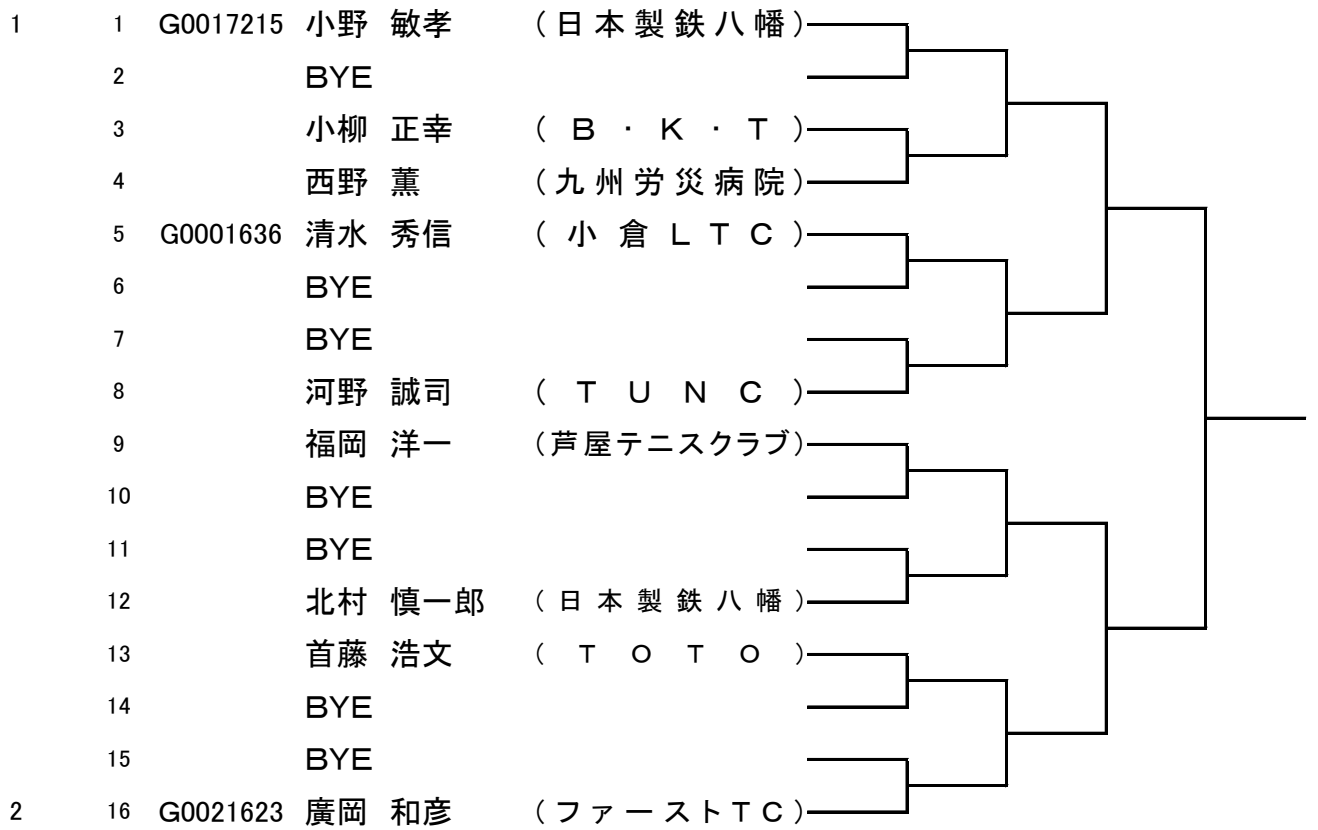 1 1 G0017215 小野 敏孝 (日本製鉄八幡)
2 BYE
3 小柳 正幸 (B・K・T)
4 西野 薫 (九州労災病院)
5 G0001636 清水 秀信 (小倉LTC)
6 BYE
7 BYE
8 河野 誠司 (TUNC)
9 福岡 洋一 (芦屋テニスクラブ)
10 BYE
11 BYE
12 北村 慎一郎 (日本製鉄八幡)
13 首藤 浩文 (TOTO)
14 BYE
15 BYE
2 16 G0021623 廣岡 和彦 (ファーストTC)